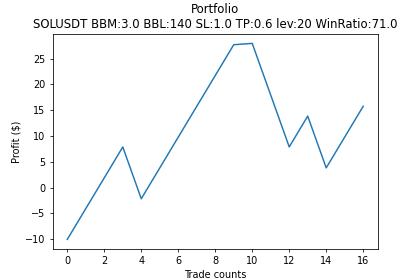 Portfolio
SOLUSDT BBM:3.0 BBL:140 SL:1.0 TP:0.6 lev:20 WinRatio:71.0
Profit ($)
25
20
15
10
5
0
−5
−10
0 2 4 6 8 10 12 14 16
Trade counts